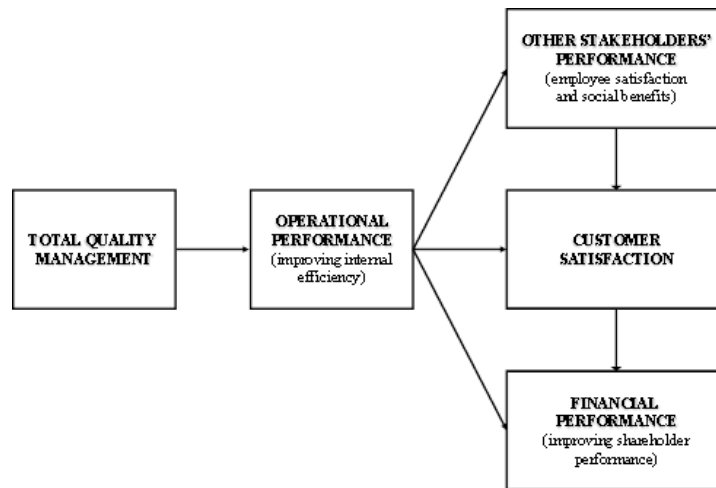 OTHER STAKEHOLDERS'
PERFORMANCE
(employee satisfaction
and social benefits)
TOTAL QUALITY
MANAGEMENT
OPERATIONAL
PERFORMANCE
(improving internal
efficiency)
CUSTOMER
SATISFACTION
FINANCIAL
PERFORMANCE
(improving shareholder
performance)